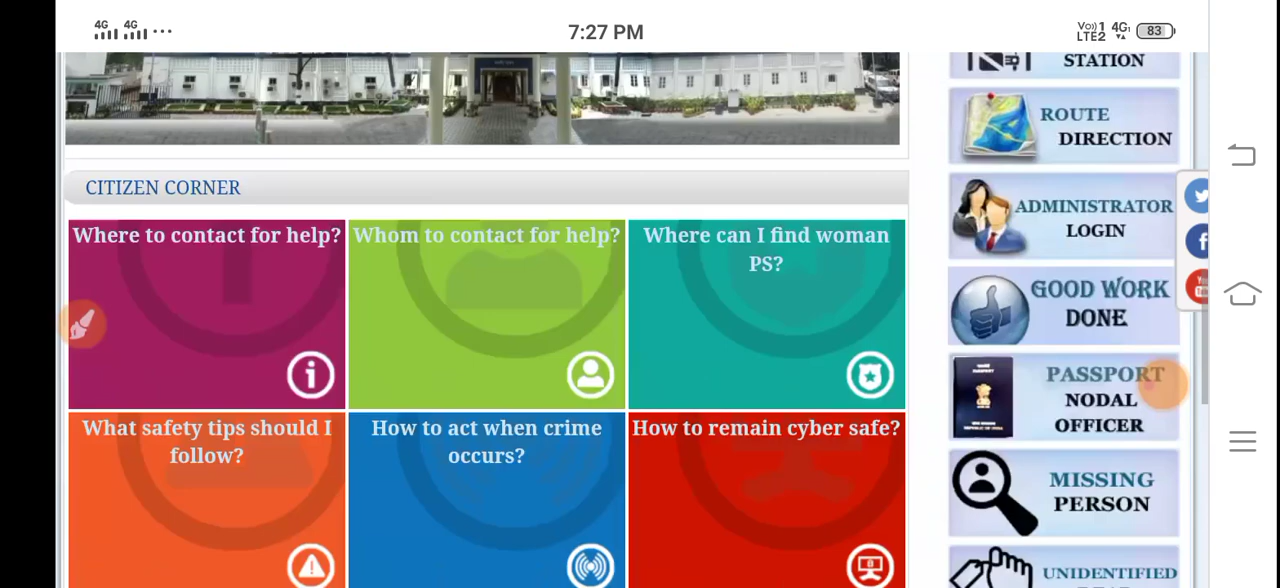 4G 4G ...
7:27 PM
Vo)) 1 4G
LTE2
83
STATION
ROUTE
DIRECTION
CITIZEN CORNER
ADMINISTRATOR
LOGIN
Where to contact for help?
Whom to contact for help?
Where can I find woman
PS?
GOOD WORK
DONE
PASSPORT
NODAL
OFFICER
What safety tips should I
follow?
How to act when crime
occurs?
How to remain cyber safe?
MISSING
PERSON
UNIDENTIFIED